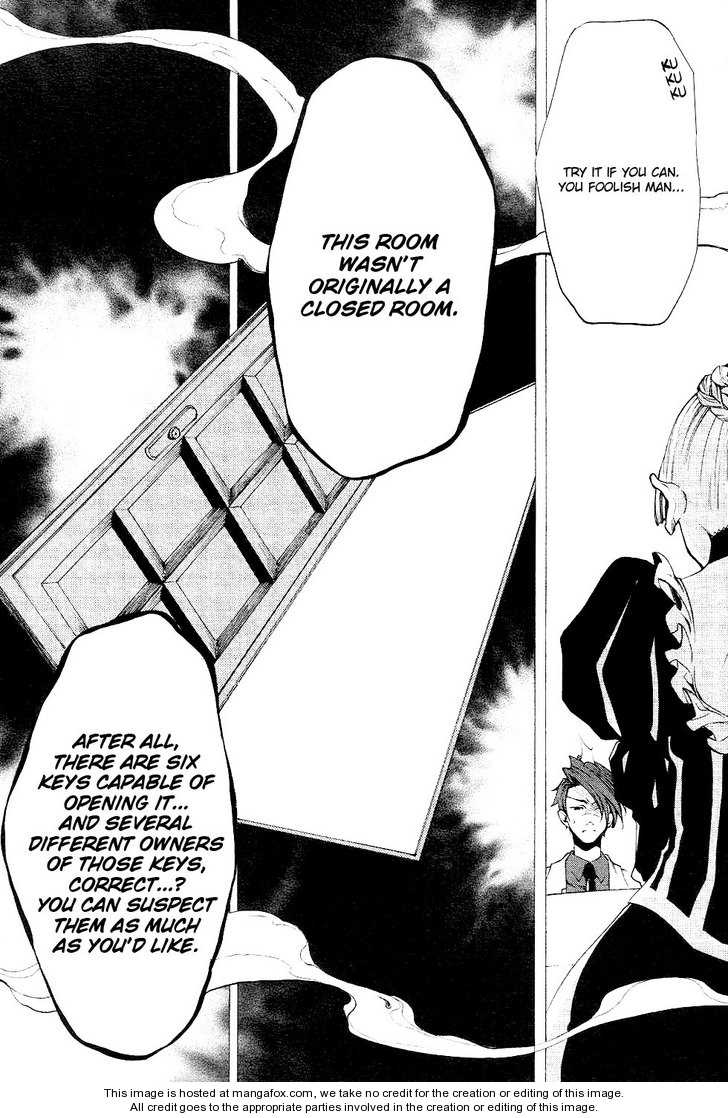 KU
KU
KU
TRY IT IF YOU CAN.
YOU FOOLISH MAN...
THIS ROOM
WASN'T
ORIGINALLY A
CLOSED ROOM.
AFTER ALL,
THERE ARE SIX
KEYS CAPABLE OF
OPENING IT...
AND SEVERAL
DIFFERENT OWNERS
OF THOSE KEYS,
CORRECT...?
YOU CAN SUSPECT
THEM AS MUCH
AS YOU'D LIKE.
This image is hosted at mangafox.com, we take no credit for the creation or editing of this image.
All credit goes to the appropriate parties involved in the creation or editing of this image.